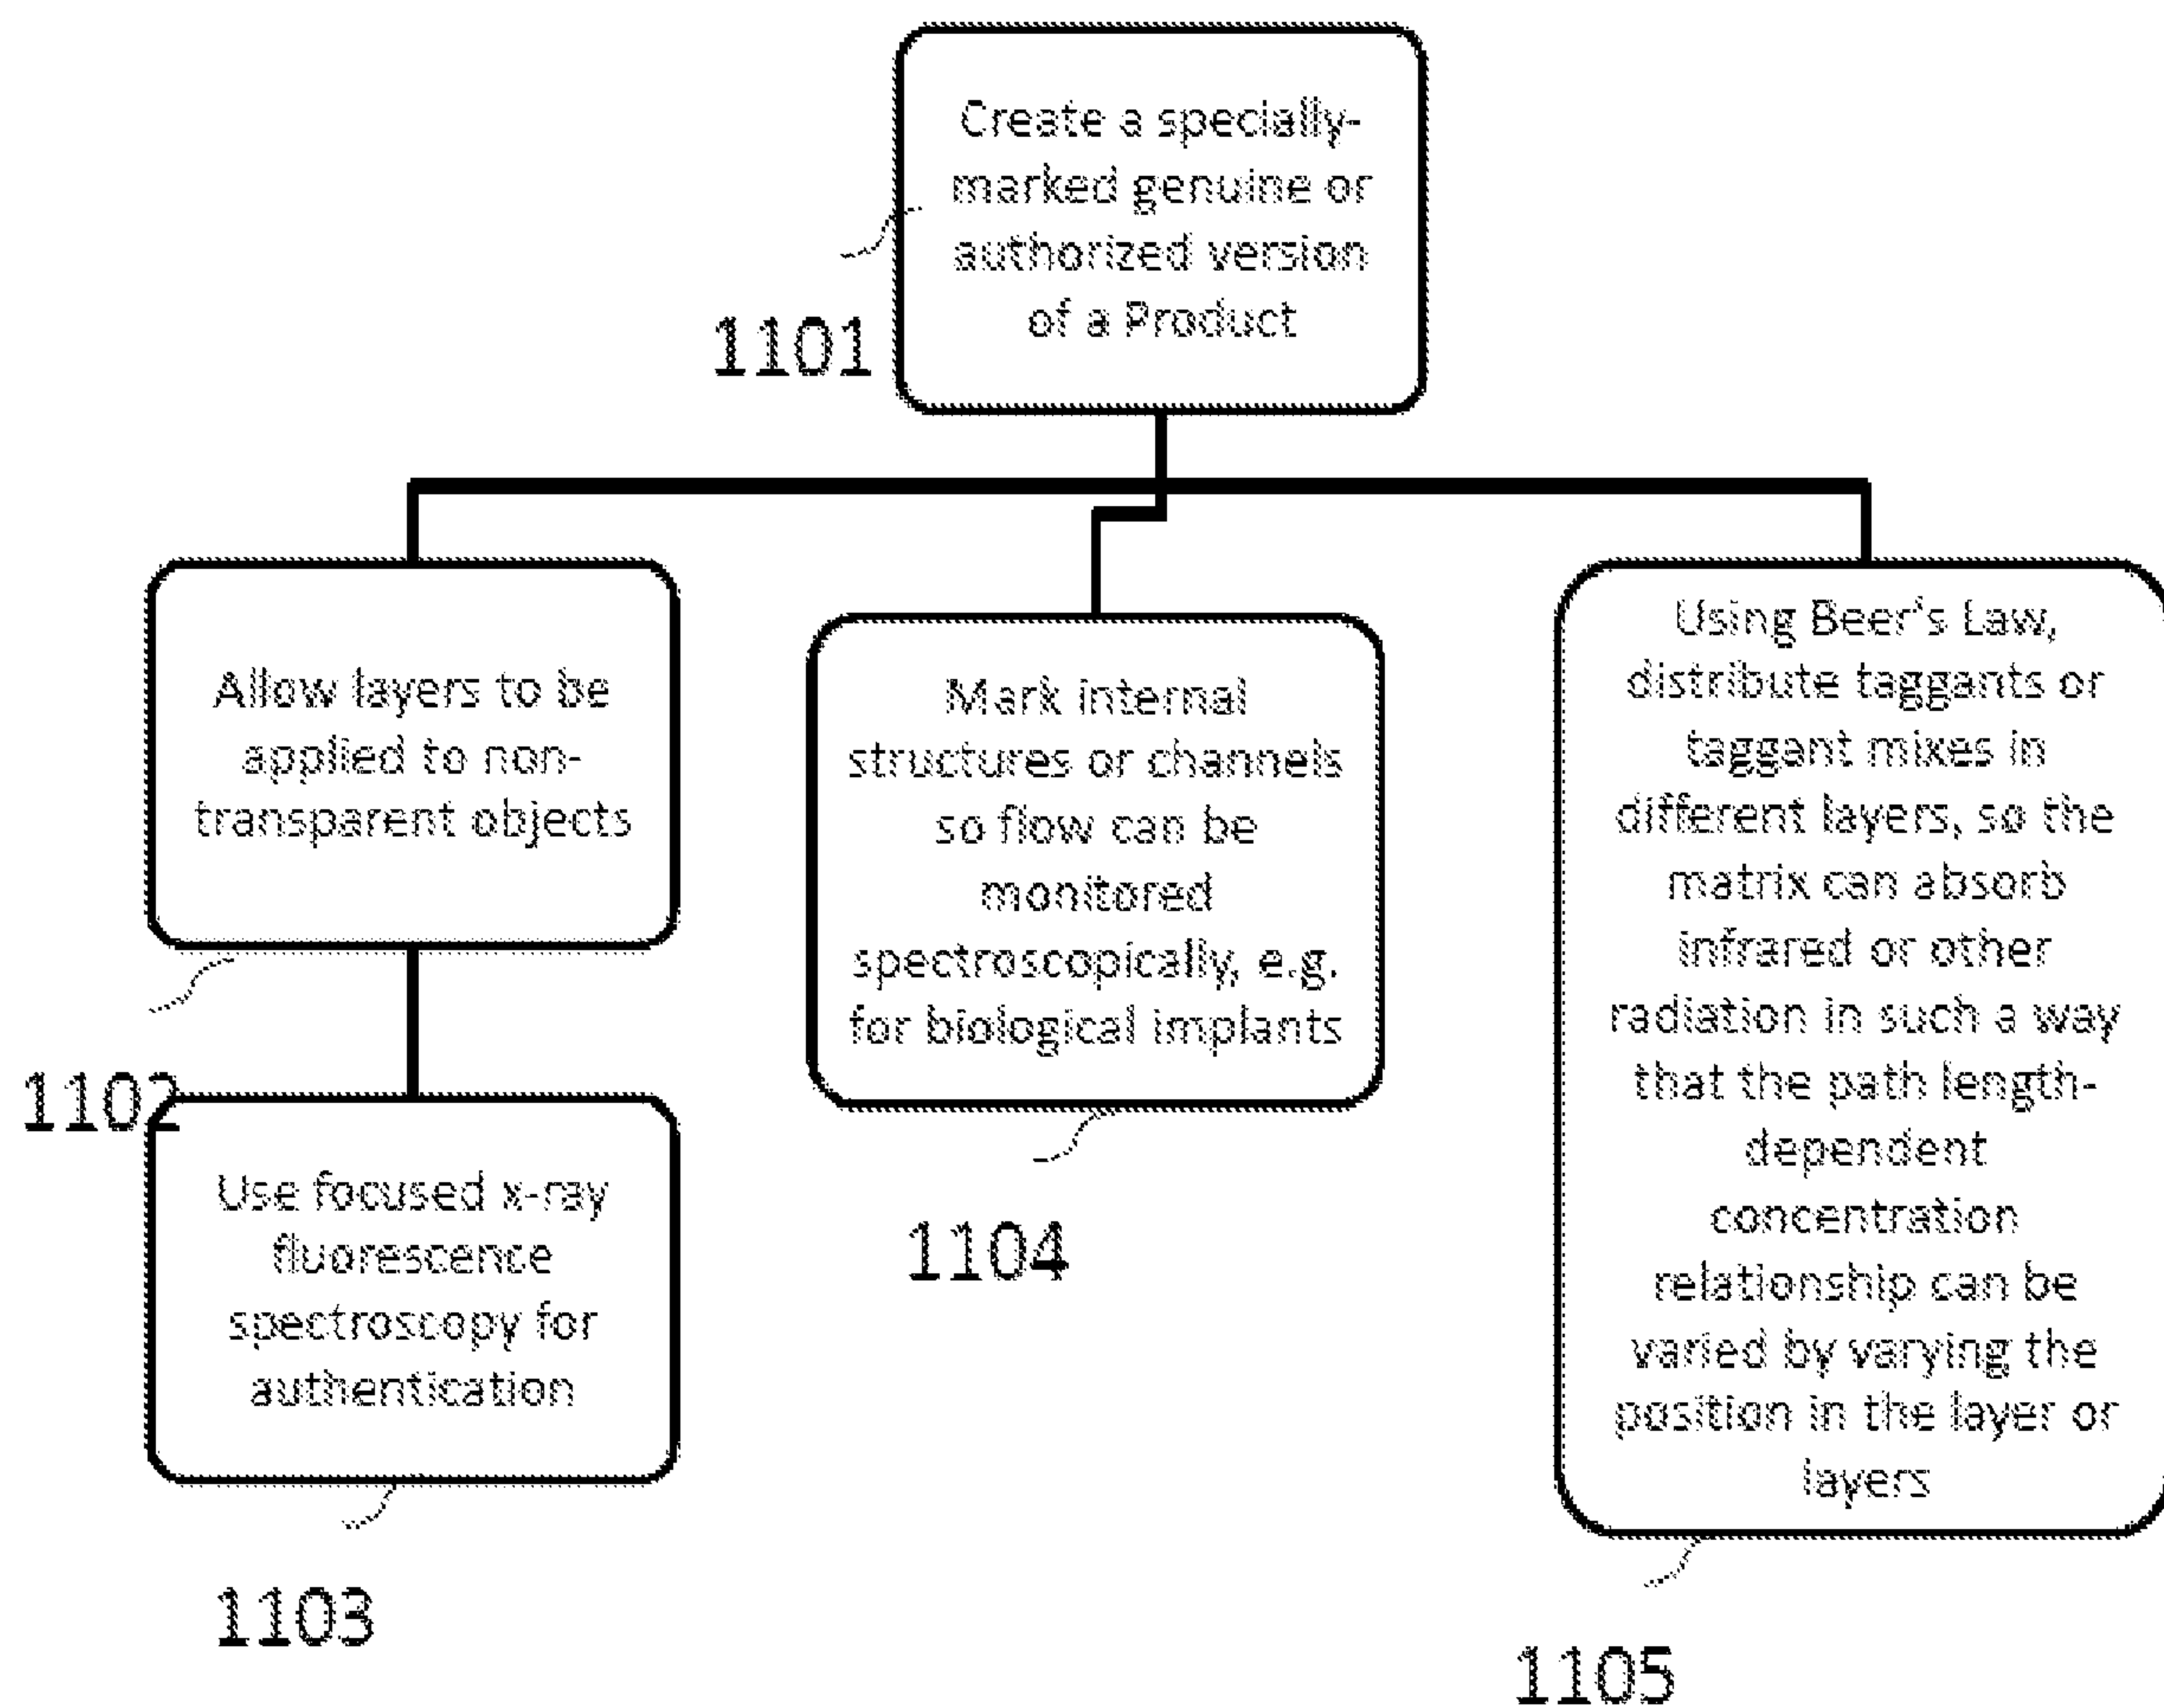 Create a specially-
marked genuine or
authorized version
of a Product
1101
Allow layers to be
applied to non-
transparent objects
1102
Use focused x-ray
fluorescence
spectroscopy for
authentication
1103
Mark internal
structures or channels
so flow can be
monitored
spectroscopically, e.g.
for biological implants
1104
Using Beer's Law,
distribute taggants or
taggant mixes in
different layers, so the
matrix can absorb
infrared or other
radiation in such a way
that the path length-
dependent
concentration
relationship can be
varied by varying the
position in the layer or
layers
1105